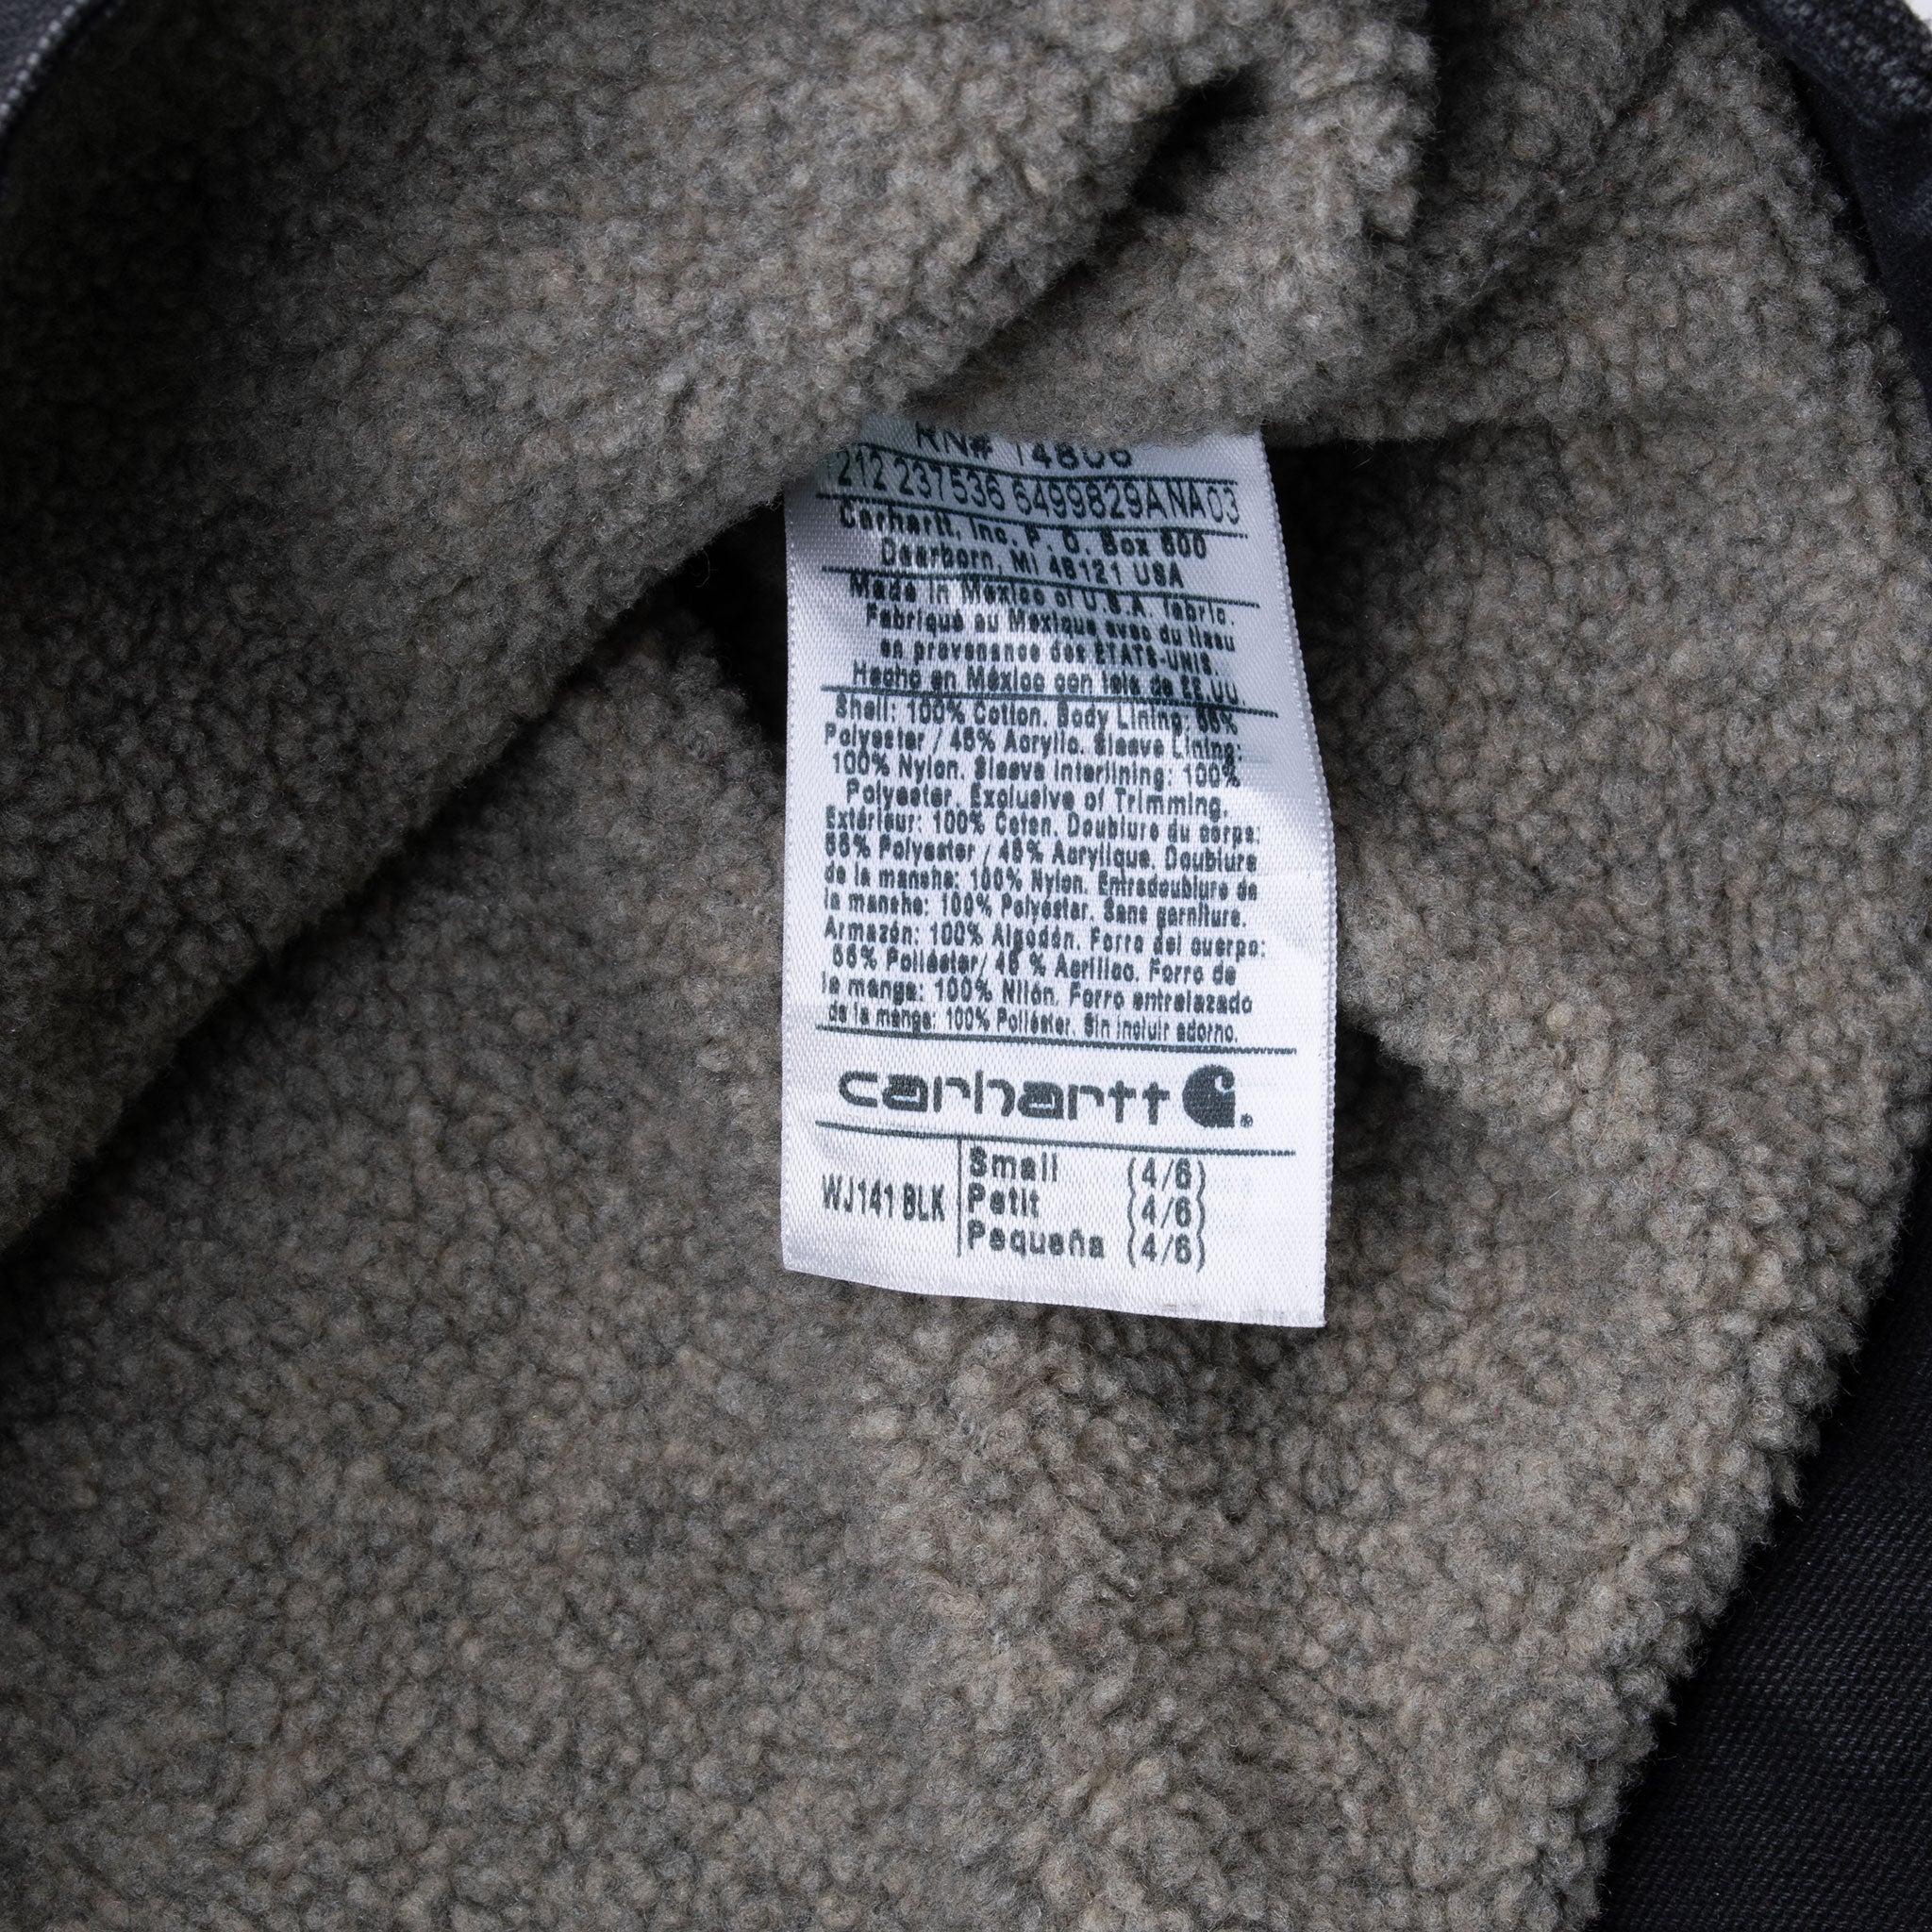 RN# 14806
212 237536 6499829ANA03
Carhartt, Inc. P. O. Box 600
Dearborn, MI 48121 USA
Made in Mexico of U.S.A. fabric.
Fabriqué au Mexique avec du tissu
en provenance des ETATS-UNIS.
Hecho en México con tela de EE.UU
Shell: 100% Cotton. Body Lining: 55%
Polyester / 45% Acrylic. Sleeve Lining:
100% Nylon. Sleeve Interlining: 100%
Polyester. Exclusive of Trimming.
Extérieur: 100% Coton. Doublure du corps:
55% Polyester / 45% Acrylique. Doublure
de la manche: 100% Nylon. Entredoublure de
la manche: 100% Polyester. Sans garniture.
Armazón: 100% Algodón. Forro del cuerpo:
55% Poliéster/ 45 % Acrílico. Forro de
la manga: 100% Nilón. Forro entrelazado
de la manga: 100% Poliéster. Sin incluir adorno.
carhartt
WJ141 BLK
Small (4/6)
Petit (4/6)
Pequeña (4/6)